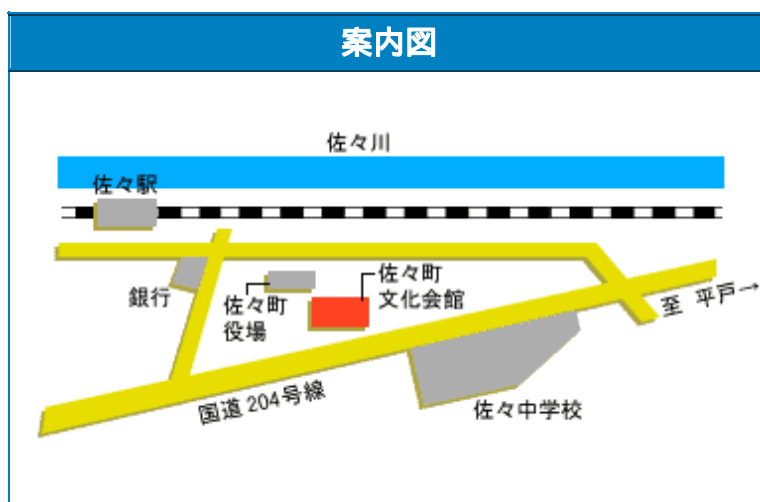 案内図
佐々川
佐々駅
銀行
佐々町
役場
佐々町
文化会館
至 平戸→
国道204号線
佐々中学校